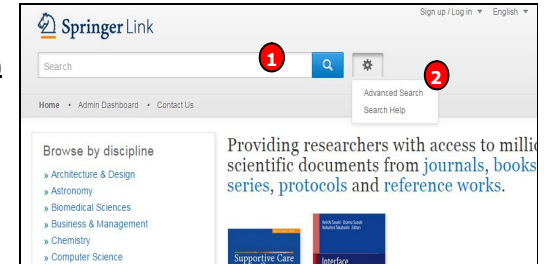 Sign up / Log in ▾ English ▾
Springer Link
Search
1
2
Advanced Search
Search Help
Home • Admin Dashboard • Contact Us
Browse by discipline
» Architecture & Design
» Astronomy
» Biomedical Sciences
» Business & Management
» Chemistry
» Computer Science
Providing researchers with access to millio
scientific documents from journals, books
series, protocols and reference works.
Supportive Care
Interface